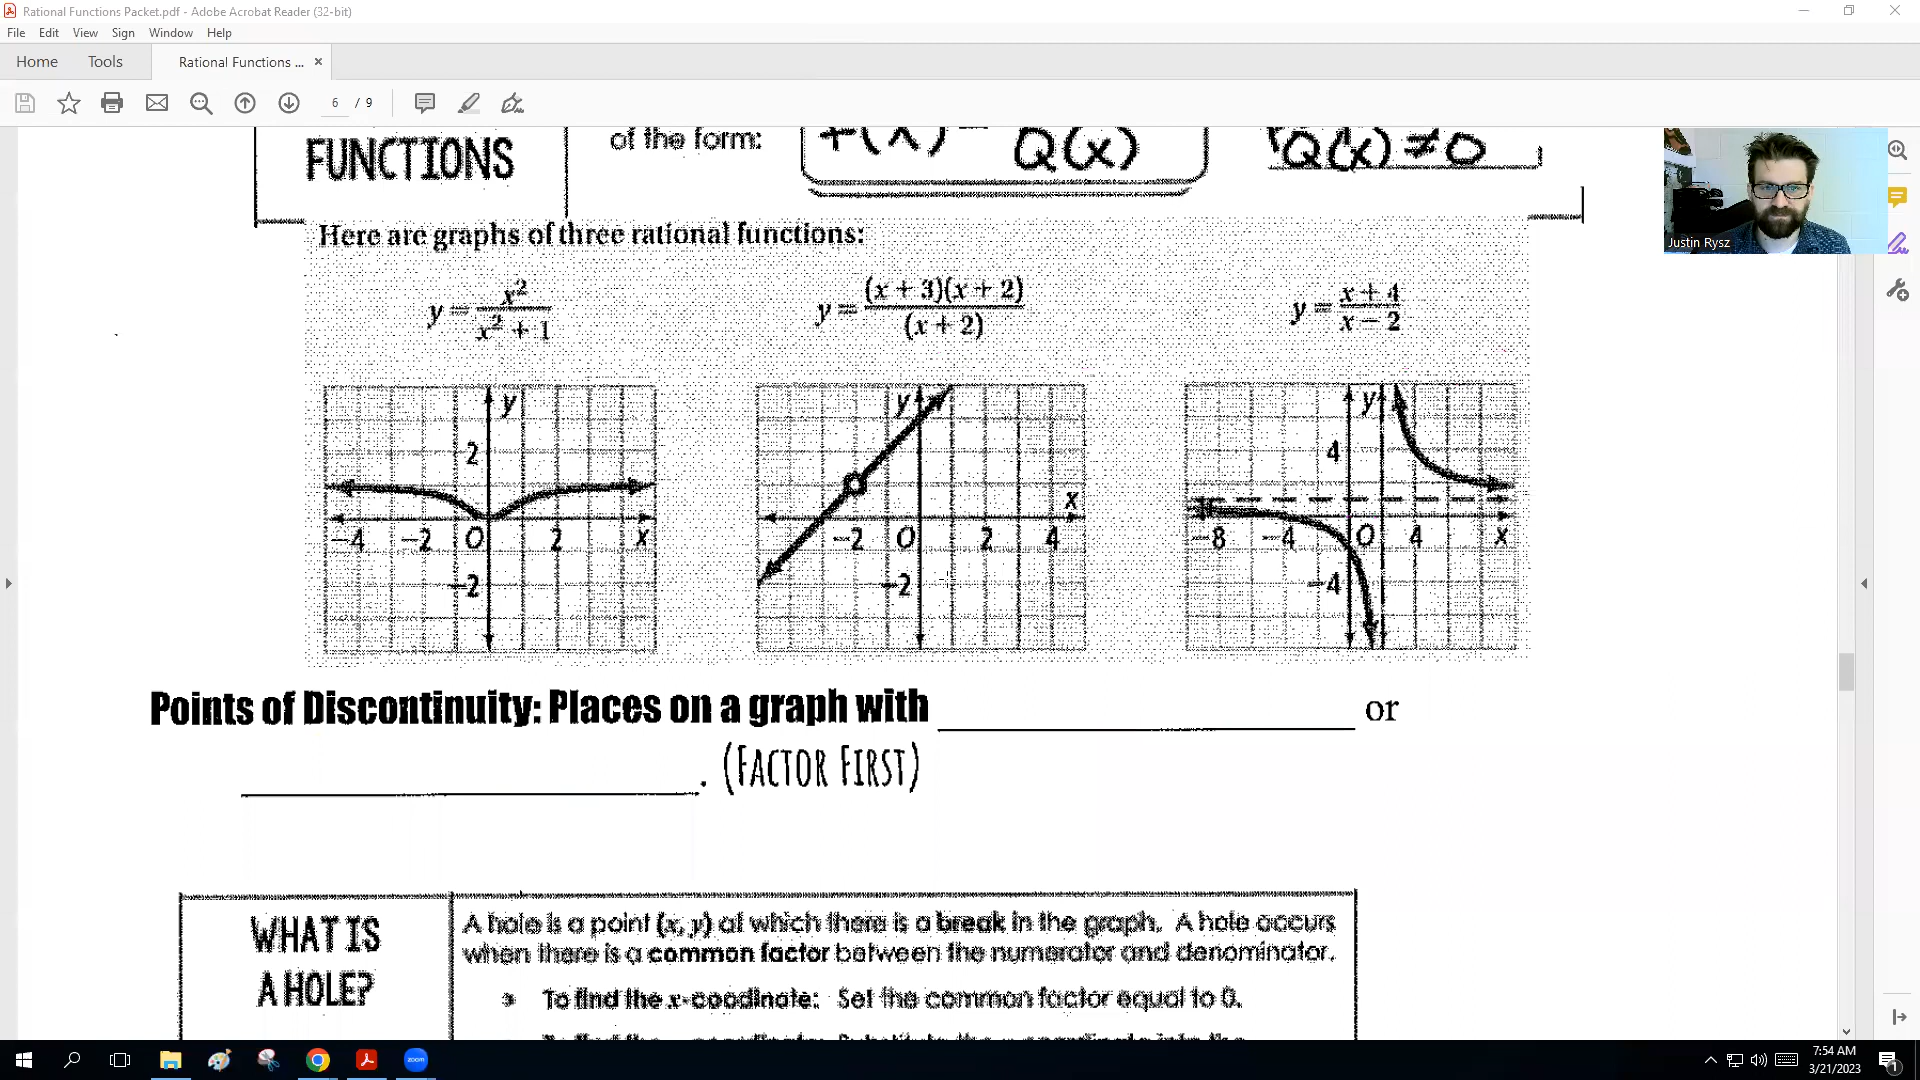 Rational Functions Packet.pdf - Adobe Acrobat Reader (32-bit)
File Edit View Sign Window Help
Home Tools Rational Functions ... ×
6 / 9
FUNCTIONS
of the form:
f(x) = Q(x)
Q(x) ≠ 0
Justin Rysz
Here are graphs of three rational functions:
y = x² / x² + 1
y = (x + 3)(x + 2) / (x + 2)
y = x + 4 / x − 2
y
2
−4 −2 O 2 x
−2
y
x
−2 O 2 4
−2
y
4
−8 −4 O 4 x
−4
Points of Discontinuity: Places on a graph with ____________ or
____________. (FACTOR FIRST)
WHAT IS
A HOLE?
A hole is a point (x, y) at which there is a break in the graph. A hole occurs
when there is a common factor between the numerator and denominator.
To find the x-coodinate: Set the common factor equal to 0.
zoom
7:54 AM
3/21/2023
1